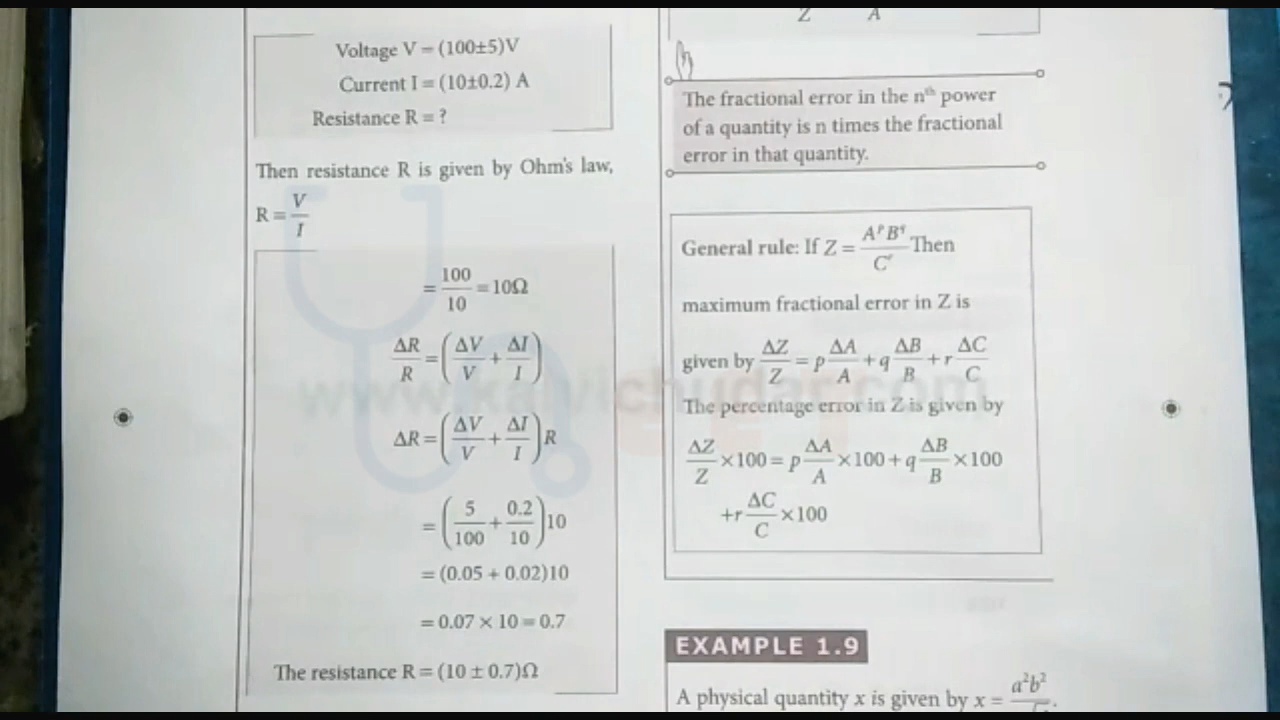 Voltage V = (100±5)V
Current I = (10±0.2) A
Resistance R = ?
Then resistance R is given by Ohm's law,
R = V/I
= 100/10 = 10Ω
ΔR/R = (ΔV/V + ΔI/I)
ΔR = (ΔV/V + ΔI/I)R
= (5/100 + 0.2/10)10
= (0.05 + 0.02)10
= 0.07 × 10 = 0.7
The resistance R = (10 ± 0.7)Ω
Z A
The fractional error in the nth power
of a quantity is n times the fractional
error in that quantity.
General rule: If Z = A^p B^q / C^r Then
maximum fractional error in Z is
given by ΔZ/Z = p ΔA/A + q ΔB/B + r ΔC/C
The percentage error in Z is given by
ΔZ/Z ×100 = p ΔA/A ×100 + q ΔB/B ×100
+r ΔC/C ×100
EXAMPLE 1.9
A physical quantity x is given by x = a²b²
www.kalvichudar.com